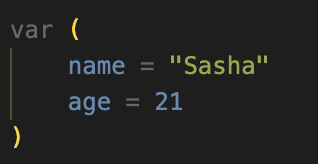 var (
    name = "Sasha"
    age = 21
)